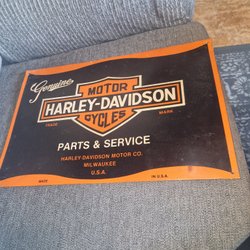 Genuine
MOTOR
HARLEY-DAVIDSON
TRADE MARK
CYCLES
PARTS & SERVICE
HARLEY-DAVIDSON MOTOR CO.
MILWAUKEE
U.S.A.
MADE IN U.S.A.